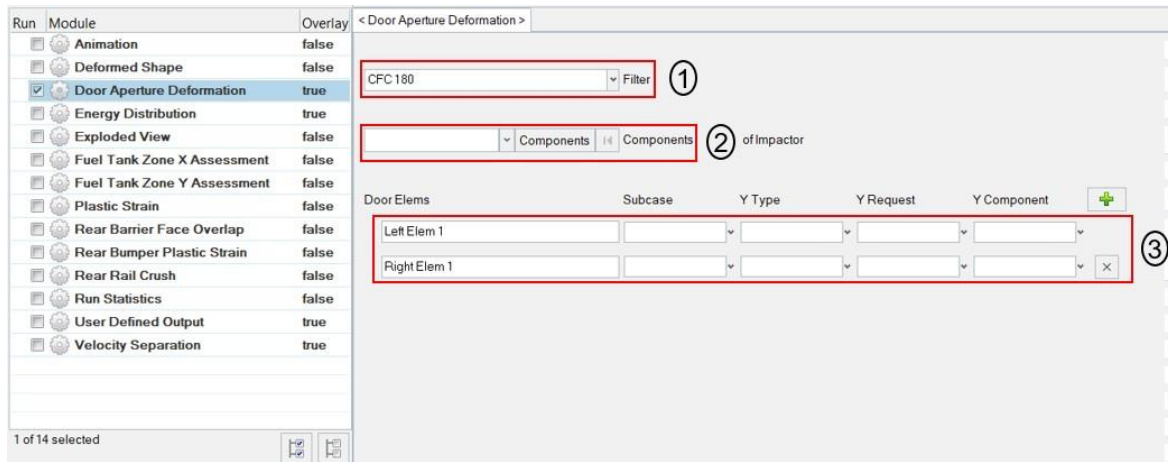 Run Module Overlay
Animation false
Deformed Shape false
Door Aperture Deformation true
Energy Distribution true
Exploded View false
Fuel Tank Zone X Assessment false
Fuel Tank Zone Y Assessment false
Plastic Strain false
Rear Barrier Face Overlap false
Rear Bumper Plastic Strain false
Rear Rail Crush false
Run Statistics false
User Defined Output true
Velocity Separation true
1 of 14 selected
< Door Aperture Deformation >
CFC 180 Filter 1
Components Components 2 of Impactor
Door Elems Subcase Y Type Y Request Y Component
Left Elem 1
Right Elem 1
3